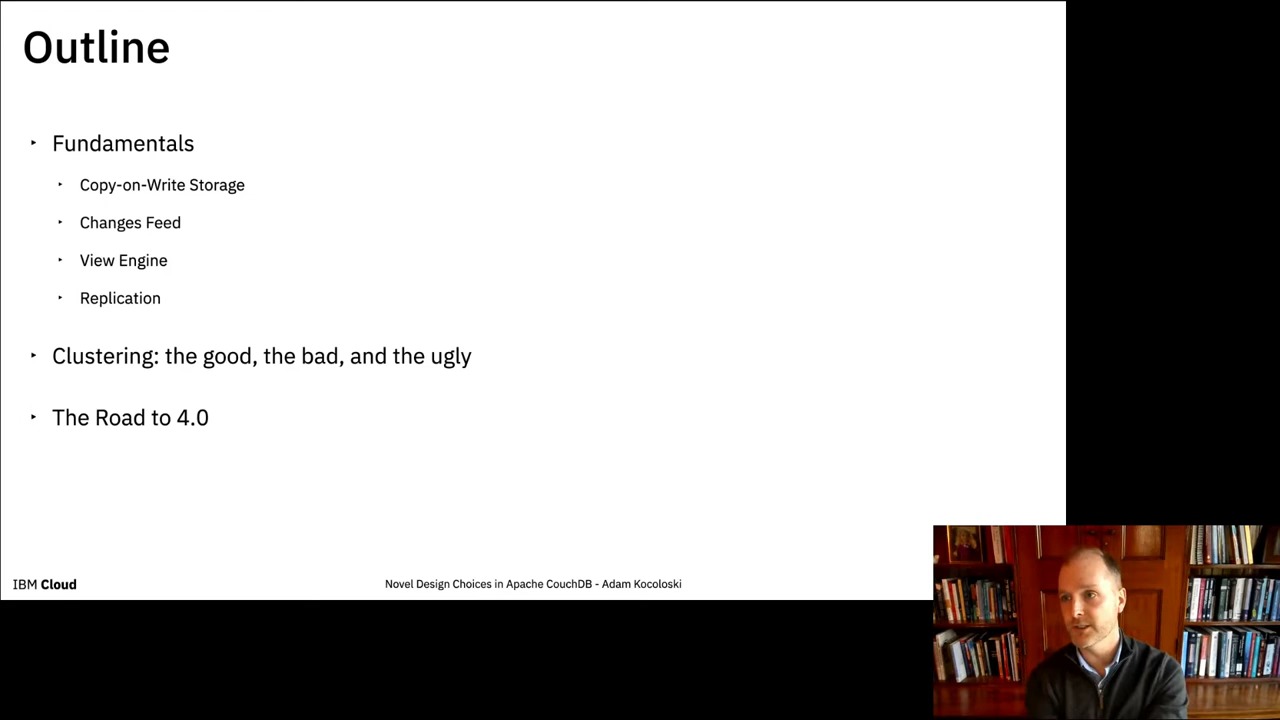 Outline
Fundamentals
Copy-on-Write Storage
Changes Feed
View Engine
Replication
Clustering: the good, the bad, and the ugly
The Road to 4.0
IBM Cloud
Novel Design Choices in Apache CouchDB - Adam Kocoloski